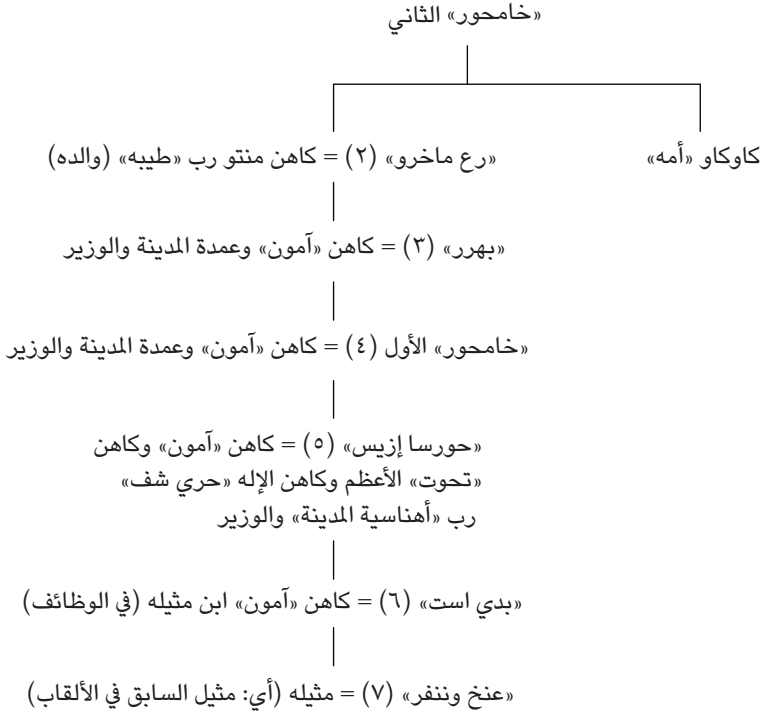 «خامحور» الثاني
«رع ماخرو» (٢) = كاهن منتو رب «طيبه» (والده)
كاوكاو «أمه»
«بهرر» (٣) = كاهن «آمون» وعمدة المدينة والوزير
«خامحور» الأول (٤) = كاهن «آمون» وعمدة المدينة والوزير
«حورسا إزيس» (٥) = كاهن «آمون» وكاهن
«تحوت» الأعظم وكاهن الإله «حري شف»
رب «أهناسية المدينة» والوزير
«بدي است» (٦) = كاهن «آمون» ابن مثيله (في الوظائف)
«عنخ وننفر» (٧) = مثيله (أي: مثيل السابق في الألقاب)